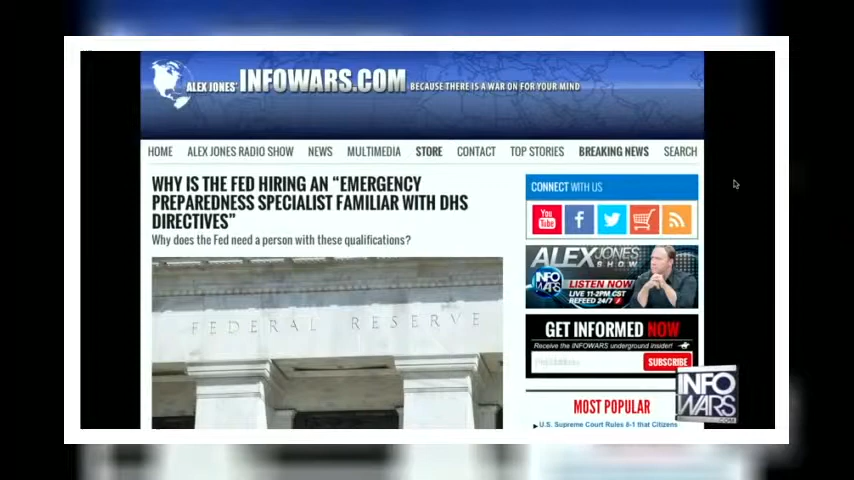 ALEX JONES' INFOWARS.COM BECAUSE THERE IS A WAR ON FOR YOUR MIND
HOME ALEX JONES RADIO SHOW NEWS MULTIMEDIA STORE CONTACT TOP STORIES BREAKING NEWS SEARCH
WHY IS THE FED HIRING AN “EMERGENCY
PREPAREDNESS SPECIALIST FAMILIAR WITH DHS
DIRECTIVES”
Why does the Fed need a person with these qualifications?
FEDERAL RESERVE
CONNECT WITH US
You
Tube
ALEX JONES
SHOW
INFO
WARS
LISTEN NOW
LIVE 11-2PM CST
REFEED 24/7
GET INFORMED NOW
Receive the INFOWARS underground insider!
SUBSCRIBE
MOST POPULAR
U.S. Supreme Court Rules 8-1 that Citizens
INFO
WARS
.COM